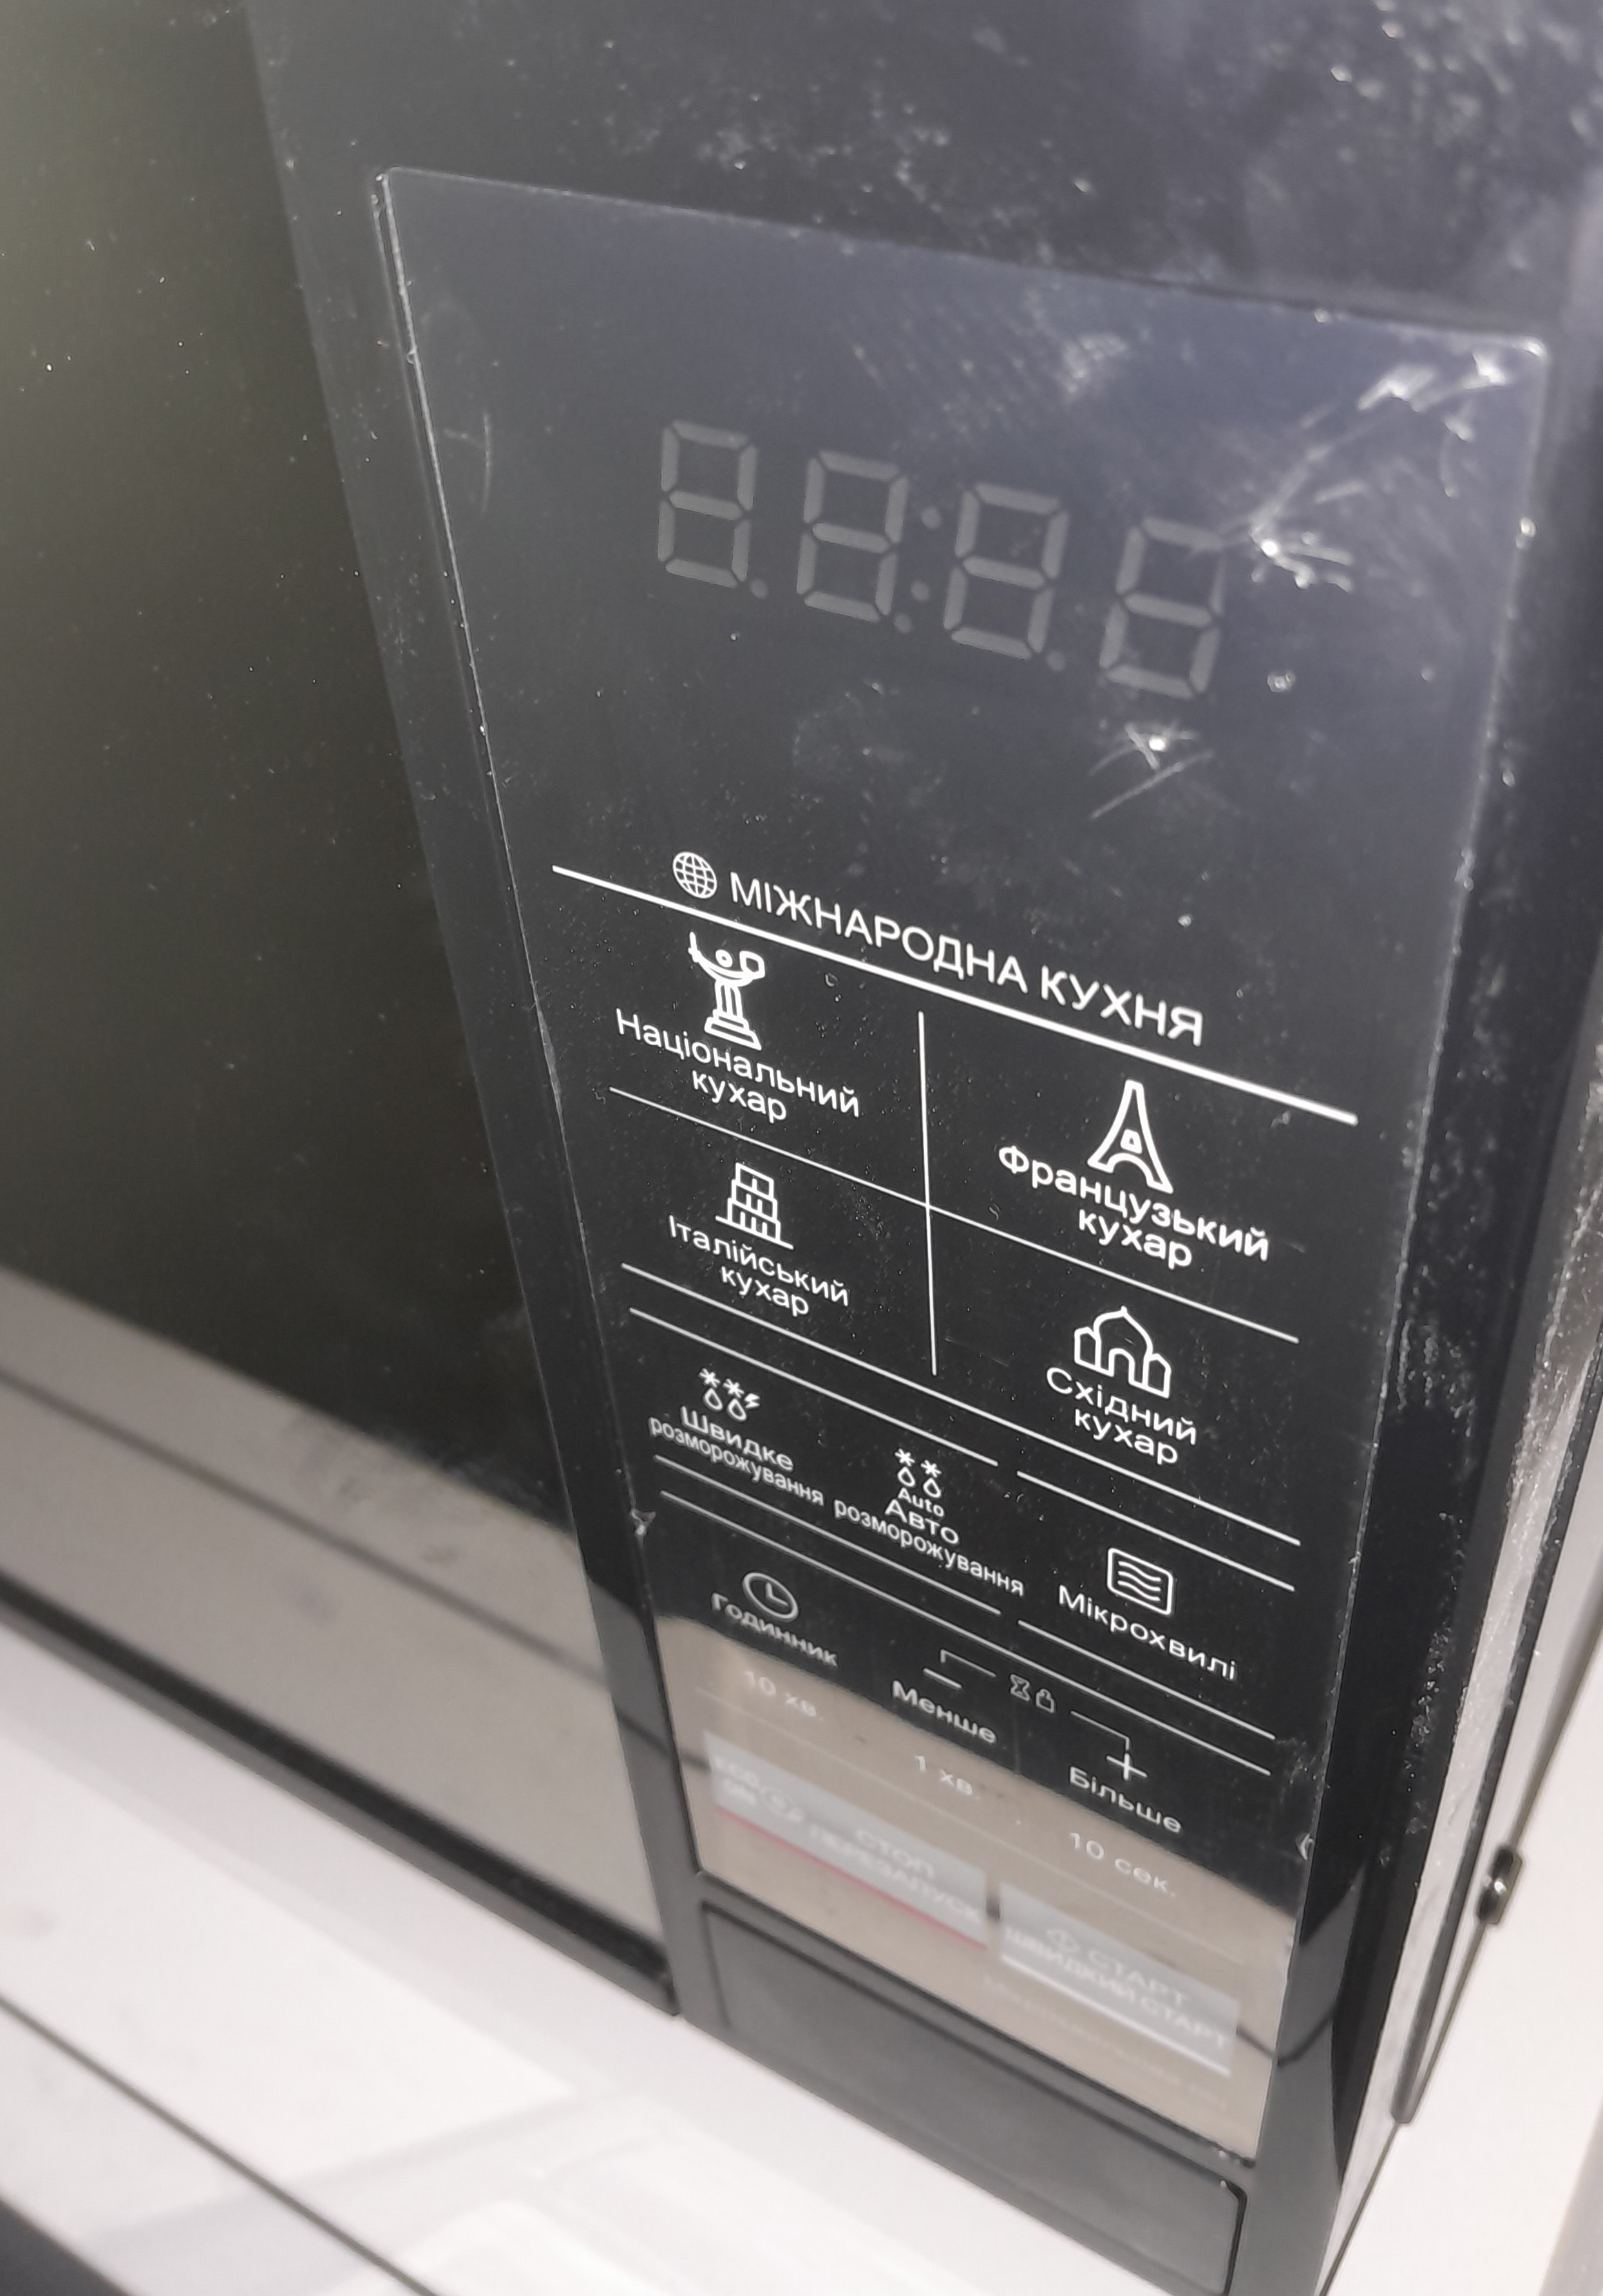 МІЖНАРОДНА КУХНЯ
Національний
кухар
Французький
кухар
Італійський
кухар
Східний
кухар
Швидке
розморожування
Auto
Авто
розморожування
Мікрохвилі
Годинник
Менше
Більше
10 хв.
1 хв.
10 сек.
СТОП
ПЕРЕЗАПУСК
СТАРТ
ШВИДКИЙ СТАРТ